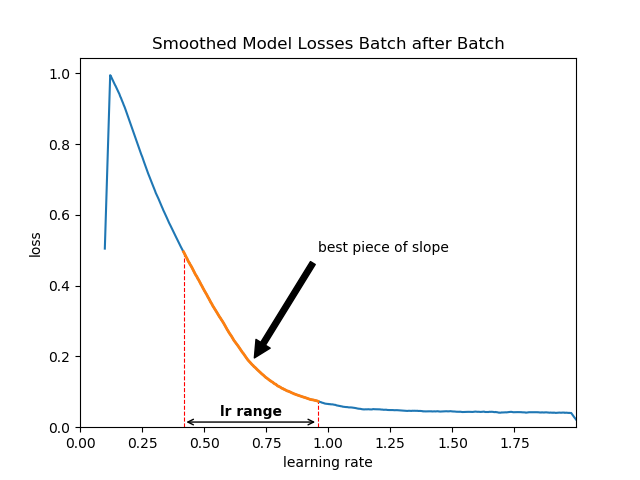 Smoothed Model Losses Batch after Batch
loss
1.0
0.8
0.6
0.4
0.2
0.0
best piece of slope
lr range
0.00 0.25 0.50 0.75 1.00 1.25 1.50 1.75
learning rate